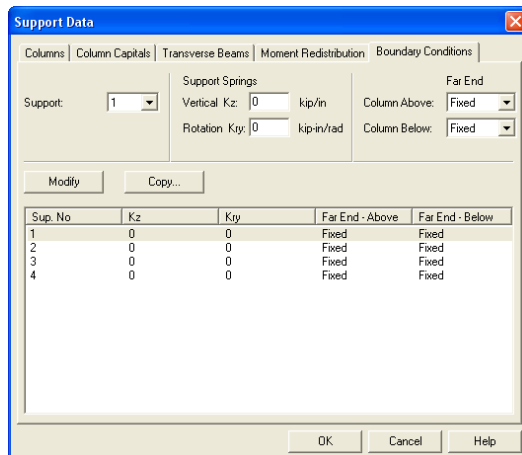 Support Data
Columns Column Capitals Transverse Beams Moment Redistribution Boundary Conditions
Support Springs Far End
Support: 1 Vertical Kz: 0 kip/in Column Above: Fixed
Rotation Kry: 0 kip-in/rad Column Below: Fixed
Modify Copy...
Sup. No Kz Kry Far End - Above Far End - Below
1 0 0 Fixed Fixed
2 0 0 Fixed Fixed
3 0 0 Fixed Fixed
4 0 0 Fixed Fixed
OK Cancel Help